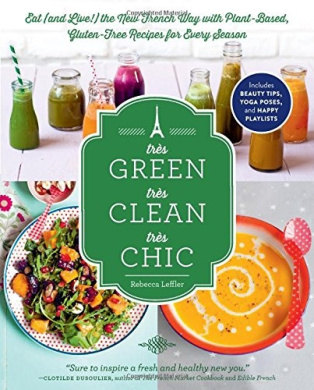 Eat (and Live!) the New French Way with Plant-Based,
Gluten-Free Recipes for Every Season
Includes
BEAUTY TIPS,
YOGA POSES,
and HAPPY
PLAYLISTS
très
GREEN
très
CLEAN
très
CHIC
Rebecca Leffler
"Sure to inspire a fresh and healthy new you."
—CLOTILDE DUSOULIER, author of The French Market Cookbook and Edible French